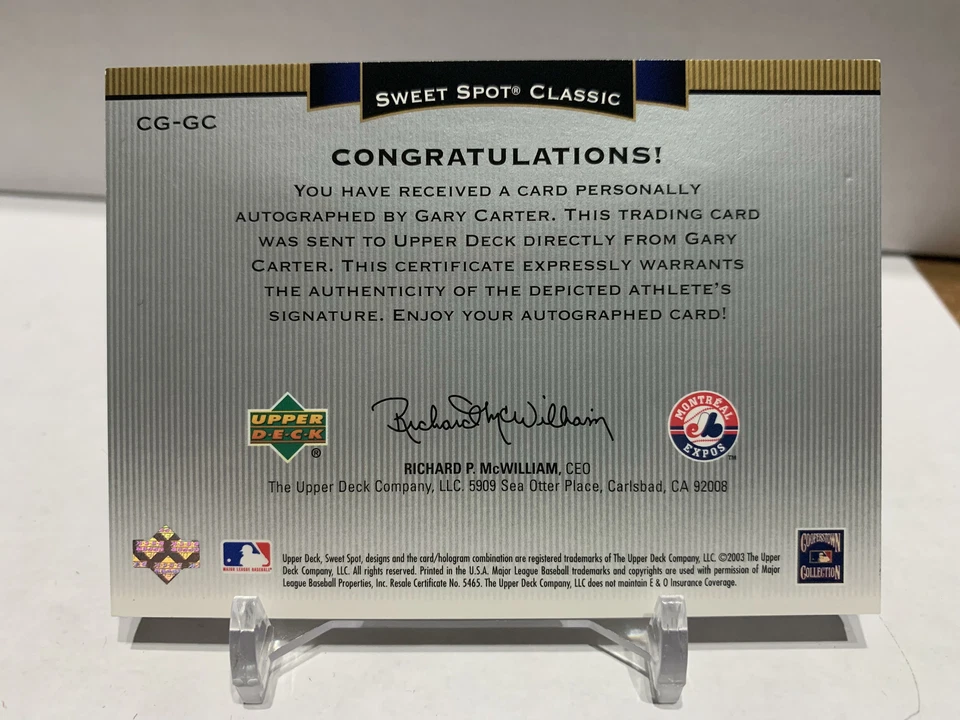 SWEET SPOT® CLASSIC
CG-GC
CONGRATULATIONS!
YOU HAVE RECEIVED A CARD PERSONALLY
AUTOGRAPHED BY GARY CARTER. THIS TRADING CARD
WAS SENT TO UPPER DECK DIRECTLY FROM GARY
CARTER. THIS CERTIFICATE EXPRESSLY WARRANTS
THE AUTHENTICITY OF THE DEPICTED ATHLETE'S
SIGNATURE. ENJOY YOUR AUTOGRAPHED CARD!
UPPER
D·E·C·K
®
Richard McWilliam
MONTRÉAL
EXPOS
™
RICHARD P. McWILLIAM, CEO
The Upper Deck Company, LLC. 5909 Sea Otter Place, Carlsbad, CA 92008
MAJOR LEAGUE BASEBALL
Upper Deck, Sweet Spot, designs and the card/hologram combination are registered trademarks of The Upper Deck Company, LLC. ©2003 The Upper
Deck Company, LLC. All rights reserved. Printed in the U.S.A. Major League Baseball trademarks and copyrights are used with permission of Major
League Baseball Properties, Inc. Resale Certificate No. 5465. The Upper Deck Company, LLC does not maintain E & O Insurance Coverage.
COOPERSTOWN
COLLECTION